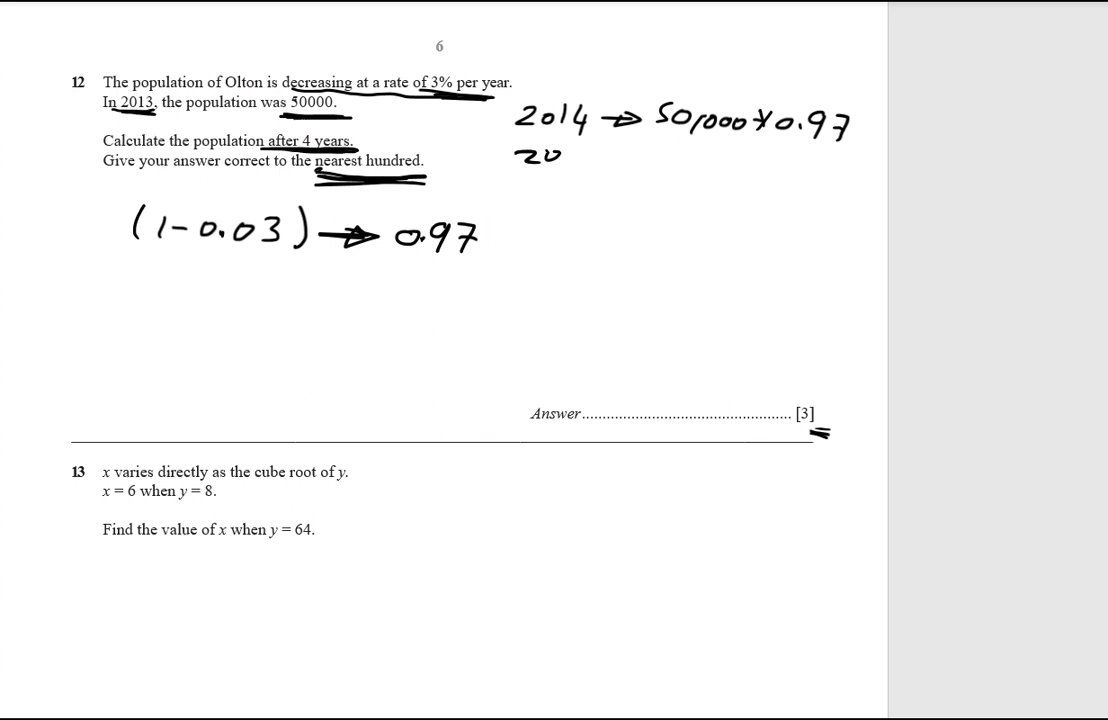 6
12 The population of Olton is decreasing at a rate of 3% per year.
In 2013, the population was 50000.
2014 → 50,000 × 0.97
Calculate the population after 4 years.
20
Give your answer correct to the nearest hundred.
(1 - 0.03) → 0.97
Answer.................................................... [3]
13 x varies directly as the cube root of y.
x = 6 when y = 8.
Find the value of x when y = 64.